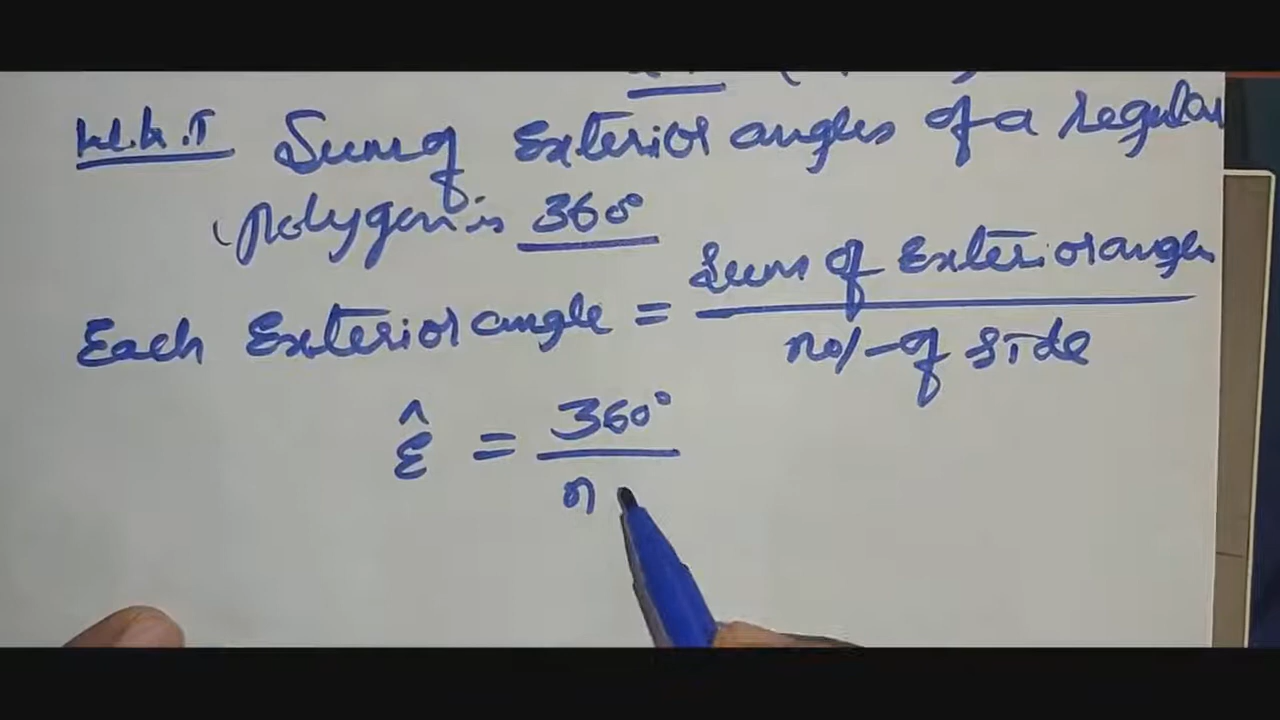 W.K.T Sum of Exterior angles of a regular
polygon is 360°
Each Exterior angle = Sum of Exterior angles / no/- of side
Ê = 360° / n